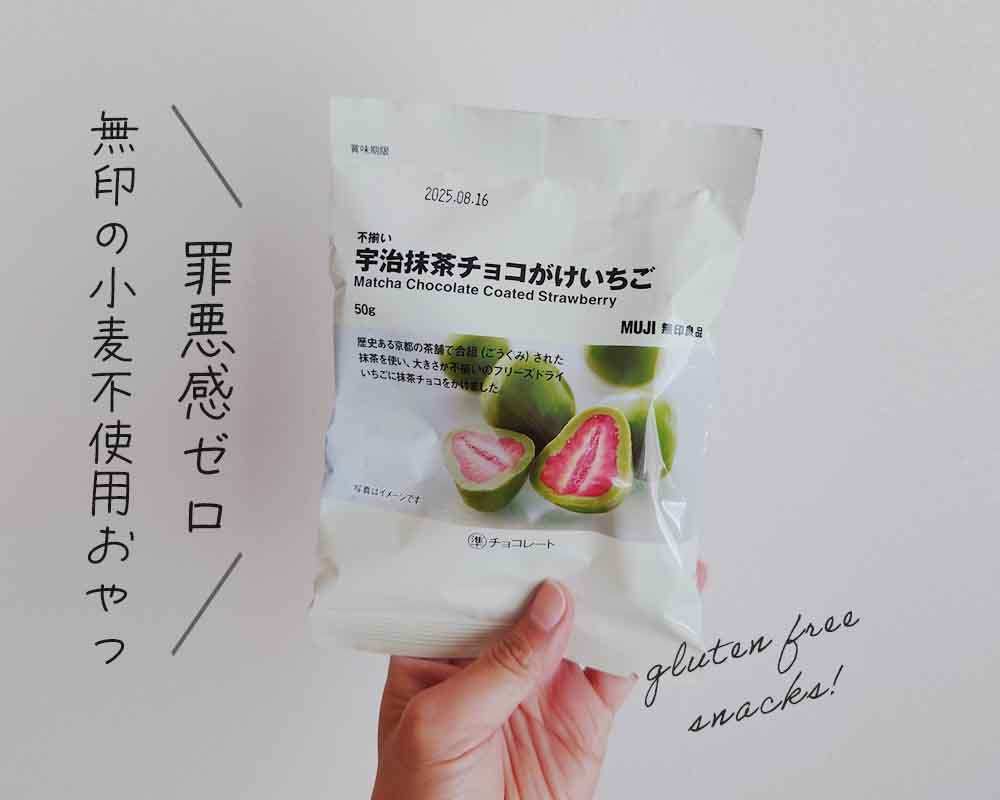 罪悪感ゼロ
無印の小麦不使用おやつ
賞味期限
2025.08.16
不揃い
宇治抹茶チョコがけいちご
Matcha Chocolate Coated Strawberry
50g
MUJI 無印良品
歴史ある京都の茶舗で合組(ごうぐみ)された
抹茶を使い、大きさが不揃いのフリーズドライ
いちごに抹茶チョコをかけました。
写真はイメージです
準チョコレート
gluten free
snacks!